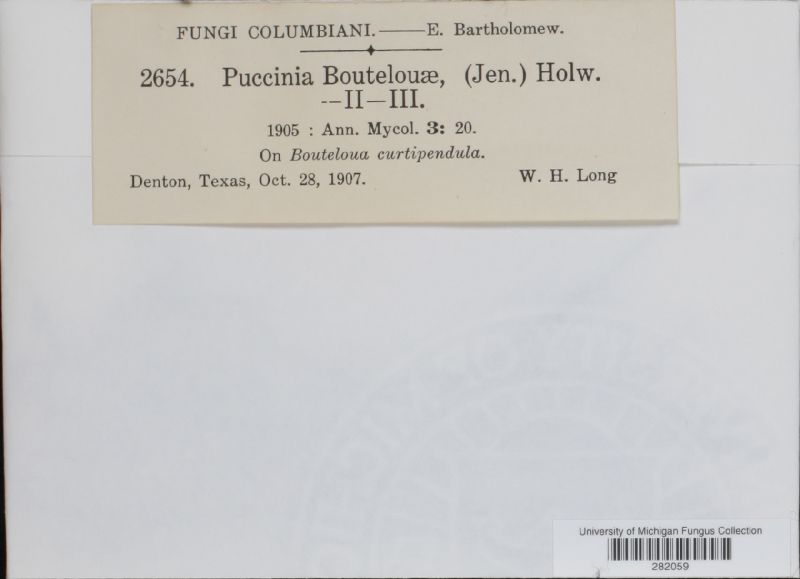 FUNGI COLUMBIANI.——E. Bartholomew.
2654. Puccinia Boutelouæ, (Jen.) Holw.
--II—III.
1905 : Ann. Mycol. 3: 20.
On Bouteloua curtipendula.
Denton, Texas, Oct. 28, 1907. W. H. Long
University of Michigan Fungus Collection
282059